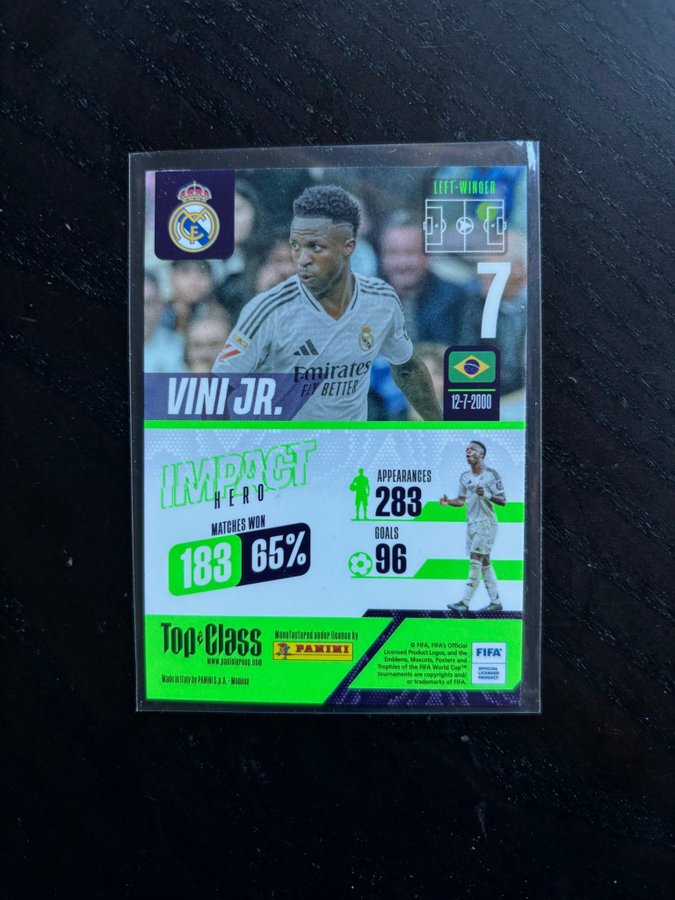 LEFT-WINGER
7
Emirates
FLY BETTER
VINI JR.
12-7-2000
IMPACT
HERO
MATCHES WON
183 65%
APPEARANCES
283
GOALS
96
Top Class
www.paninigroup.com
Made in Italy by PANINI S.p.A. - Modena
Manufactured under licence by
PANINI
© FIFA, FIFA's Official
Licensed Product Logos, and the
Emblems, Mascots, Posters and
Trophies of the FIFA World Cup™
tournaments are copyrights and/
or trademarks of FIFA.
FIFA
OFFICIAL
LICENSED
PRODUCT